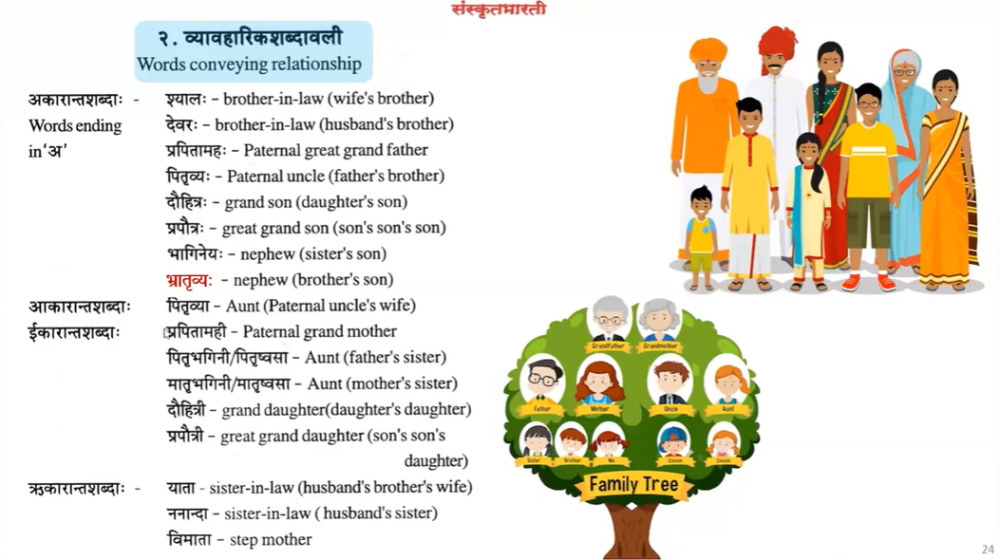 संस्कृतभारती
२. व्यावहारिकशब्दावली
Words conveying relationship
अकारान्तशब्दाः - श्यालः – brother-in-law (wife's brother)
Words ending देवरः – brother-in-law (husband's brother)
in 'अ' प्रपितामहः – Paternal great grand father
पितृव्यः – Paternal uncle (father's brother)
दौहित्रः – grand son (daughter's son)
प्रपौत्रः – great grand son (son's son's son)
भागिनेयः – nephew (sister's son)
भ्रातृव्यः – nephew (brother's son)
आकारान्तशब्दाः पितृव्या – Aunt (Paternal uncle's wife)
ईकारान्तशब्दाः प्रपितामही – Paternal grand mother
पितृभगिनी/पितृष्वसा – Aunt (father's sister)
मातृभगिनी/मातृष्वसा – Aunt (mother's sister)
दौहित्री – grand daughter(daughter's daughter)
प्रपौत्री – great grand daughter (son's son's
daughter)
ऋकारान्तशब्दाः - याता - sister-in-law (husband's brother's wife)
ननान्दा – sister-in-law ( husband's sister)
विमाता – step mother
Grandfather Grandmother
Father Mother Uncle Aunt
Sister Brother Me Cousin Cousin
Family Tree
24